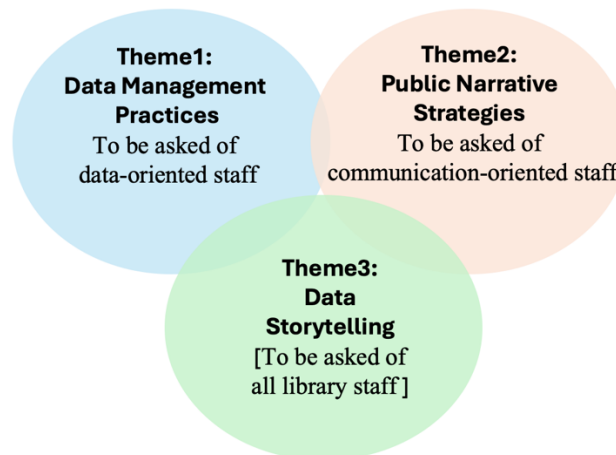 Theme1:
Data Management
Practices
To be asked of
data-oriented staff
Theme2:
Public Narrative
Strategies
To be asked of
communication-oriented staff
Theme3:
Data
Storytelling
[To be asked of
all library staff]